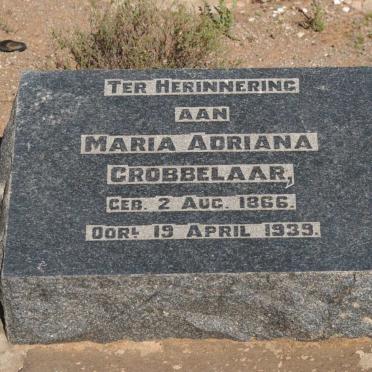 TER HERINNERING
AAN
MARIA ADRIANA
GROBBELAAR,
GEB. 2 AUG. 1866.
OORL. 19 APRIL 1939.